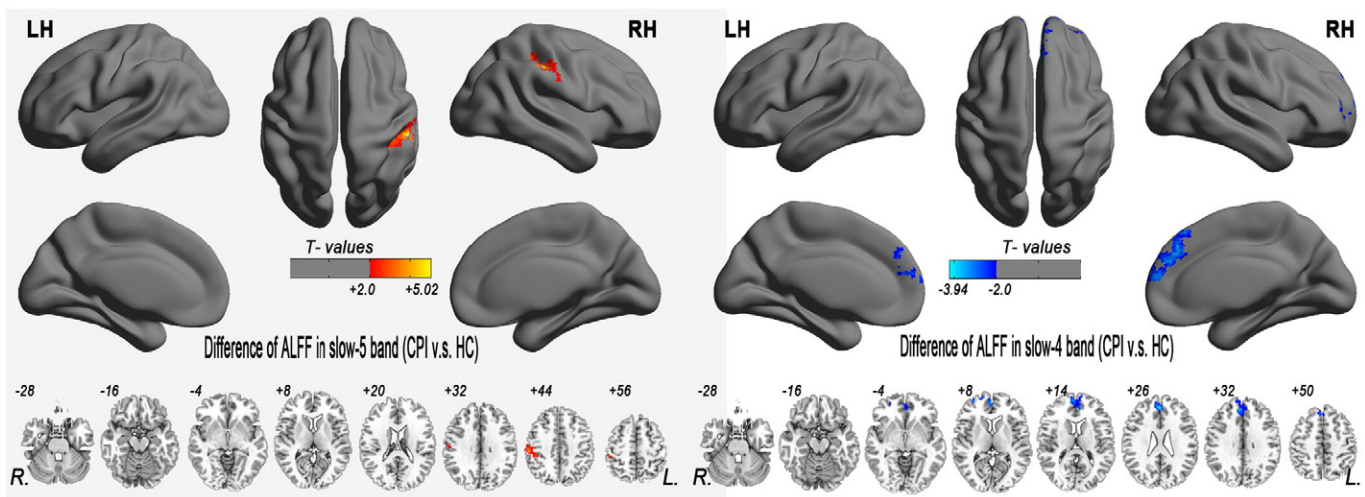 LH
RH
T- values
+2.0
+5.02
Difference of ALFF in slow-5 band (CPI v.s. HC)
-28
-16
-4
+8
+20
+32
+44
+56
R.
L.
LH
RH
T- values
-3.94
-2.0
Difference of ALFF in slow-4 band (CPI v.s. HC)
-28
-16
-4
+8
+14
+26
+32
+50
R.
L.